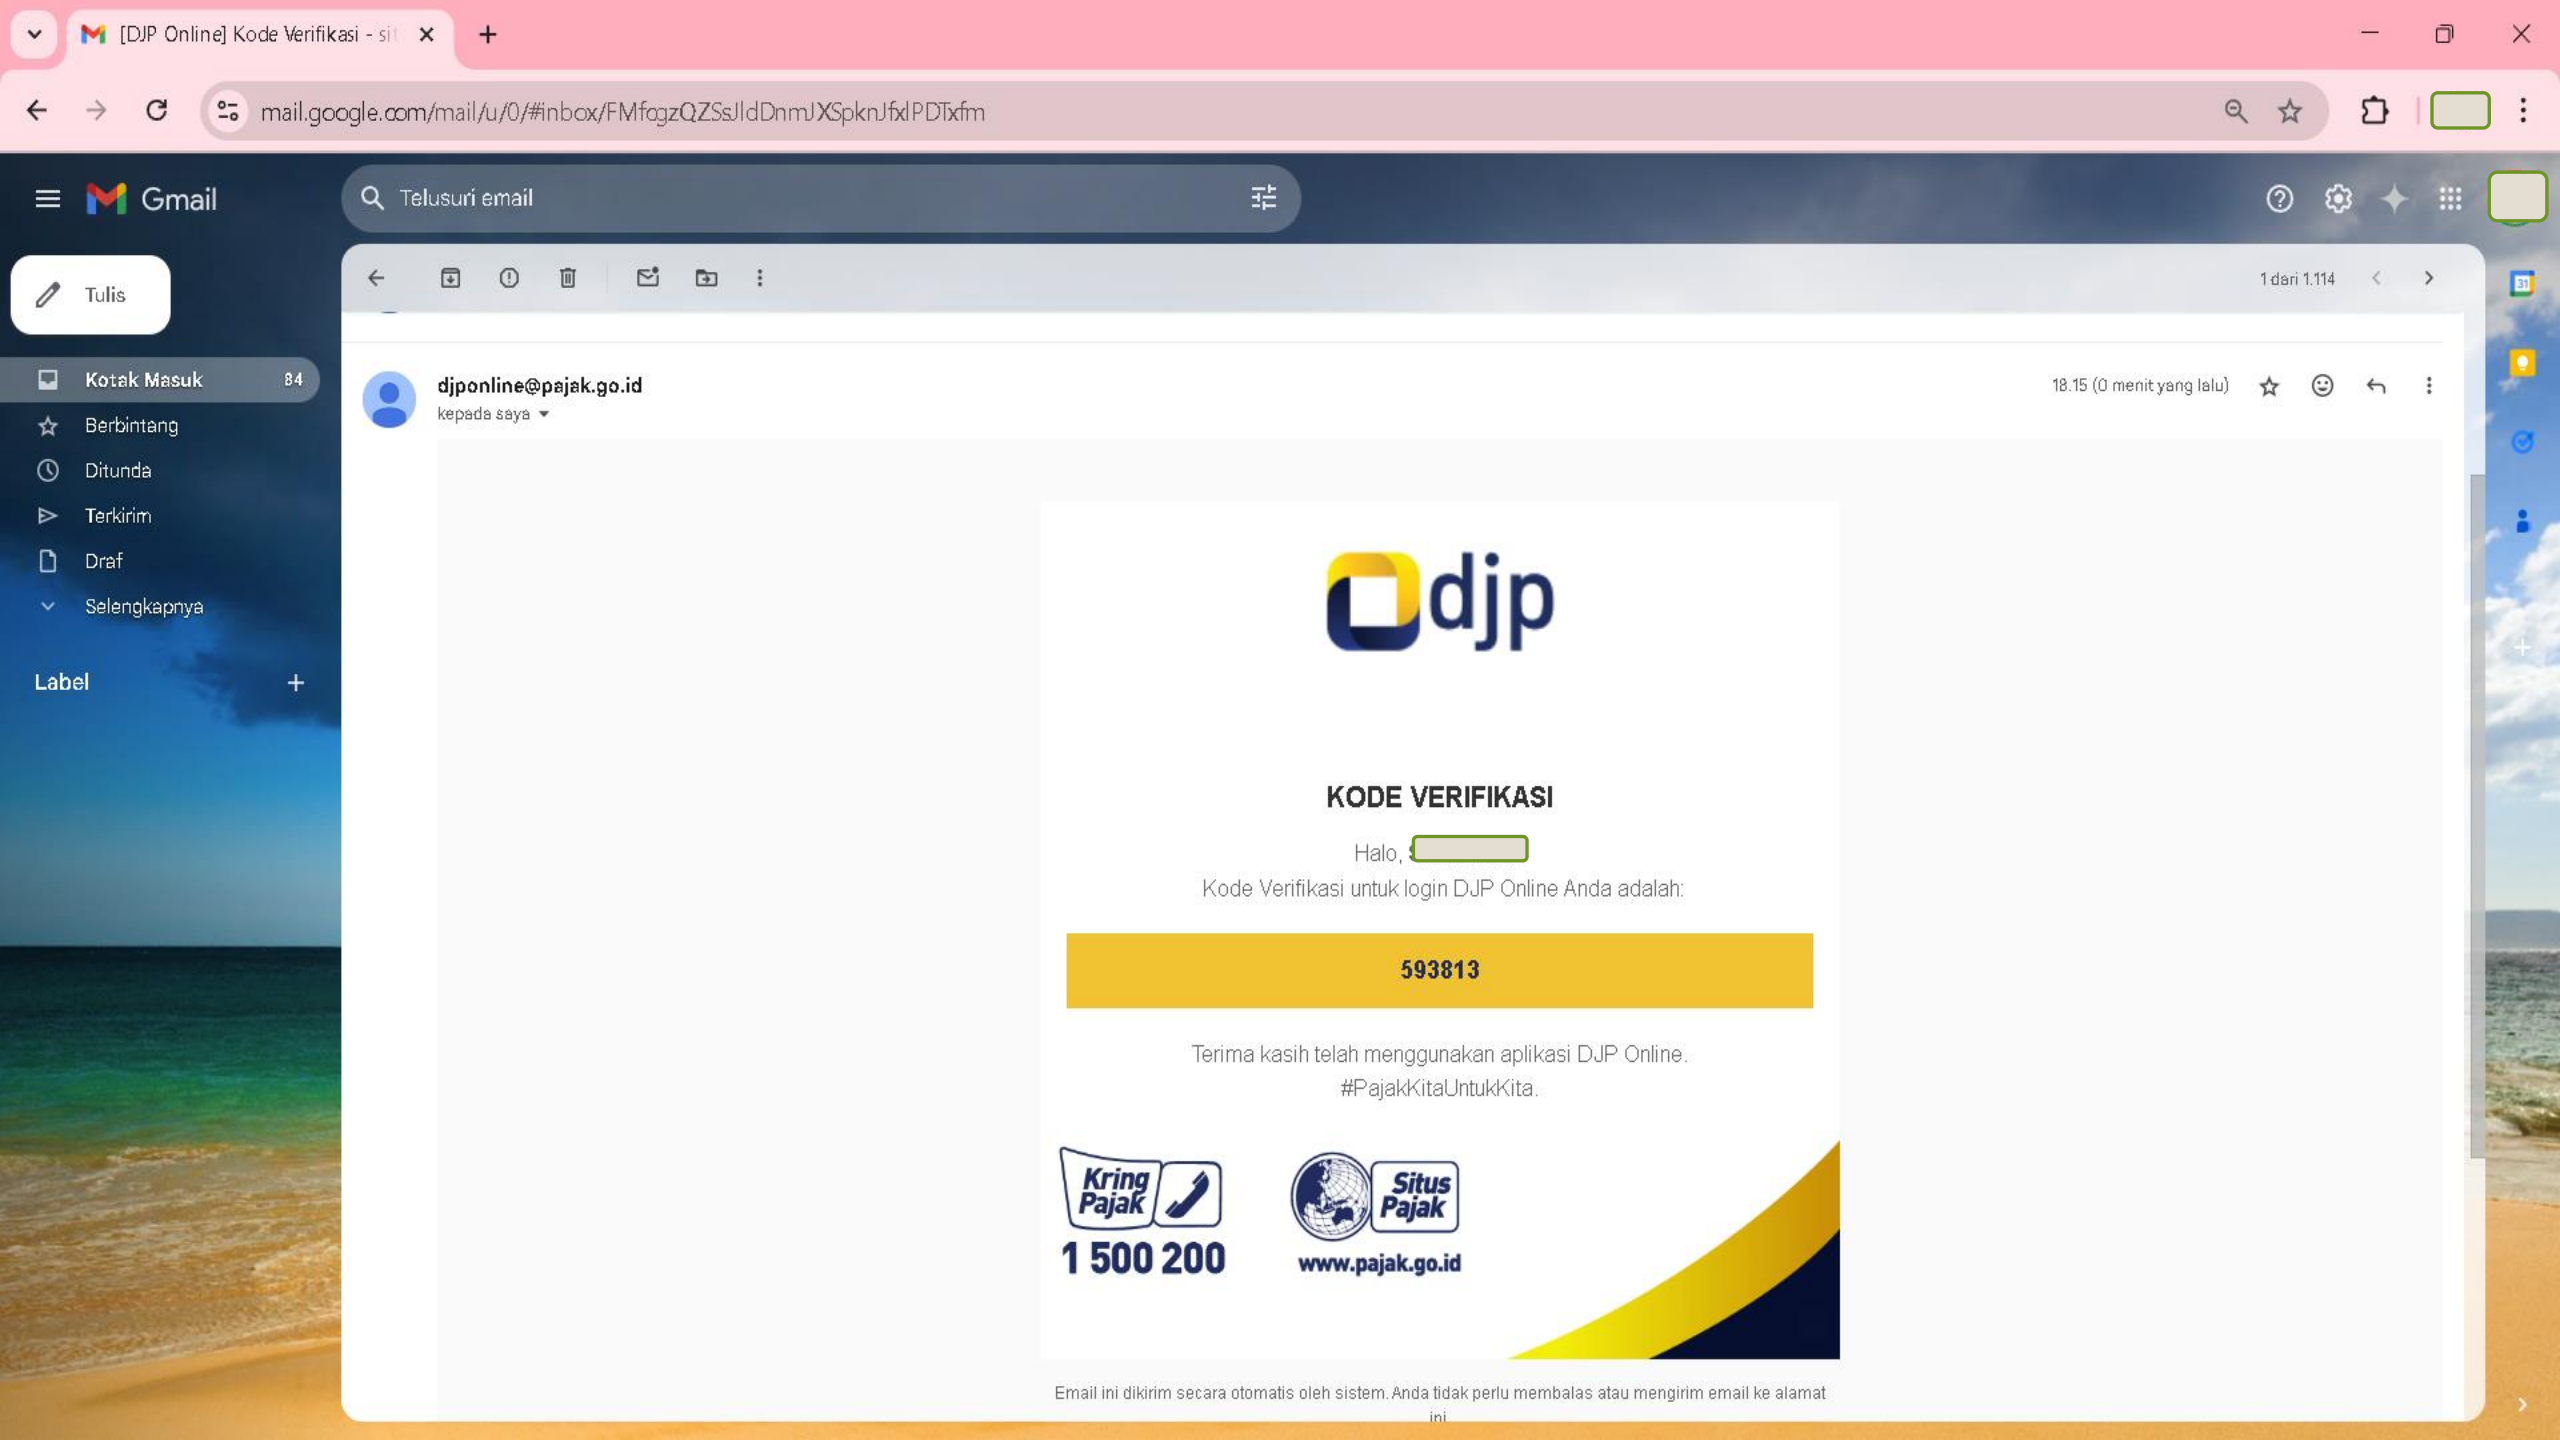 [DJP Online] Kode Verifikasi - sit
mail.google.com/mail/u/0/#inbox/FMfcgzQZSsJldDnmJXSpknJfxlPDTxfm
Gmail
Telusuri email
Tulis
1 dari 1.114
Kotak Masuk 84
Berbintang
Ditunda
Terkirim
Draf
Selengkapnya
Label
djponline@pajak.go.id
18.15 (0 menit yang lalu)
kepada saya
31
djp
KODE VERIFIKASI
Halo,
Kode Verifikasi untuk login DJP Online Anda adalah:
593813
Terima kasih telah menggunakan aplikasi DJP Online.
#PajakKitaUntukKita.
Kring
Pajak
1 500 200
Situs
Pajak
www.pajak.go.id
Email ini dikirim secara otomatis oleh sistem. Anda tidak perlu membalas atau mengirim email ke alamat
ini